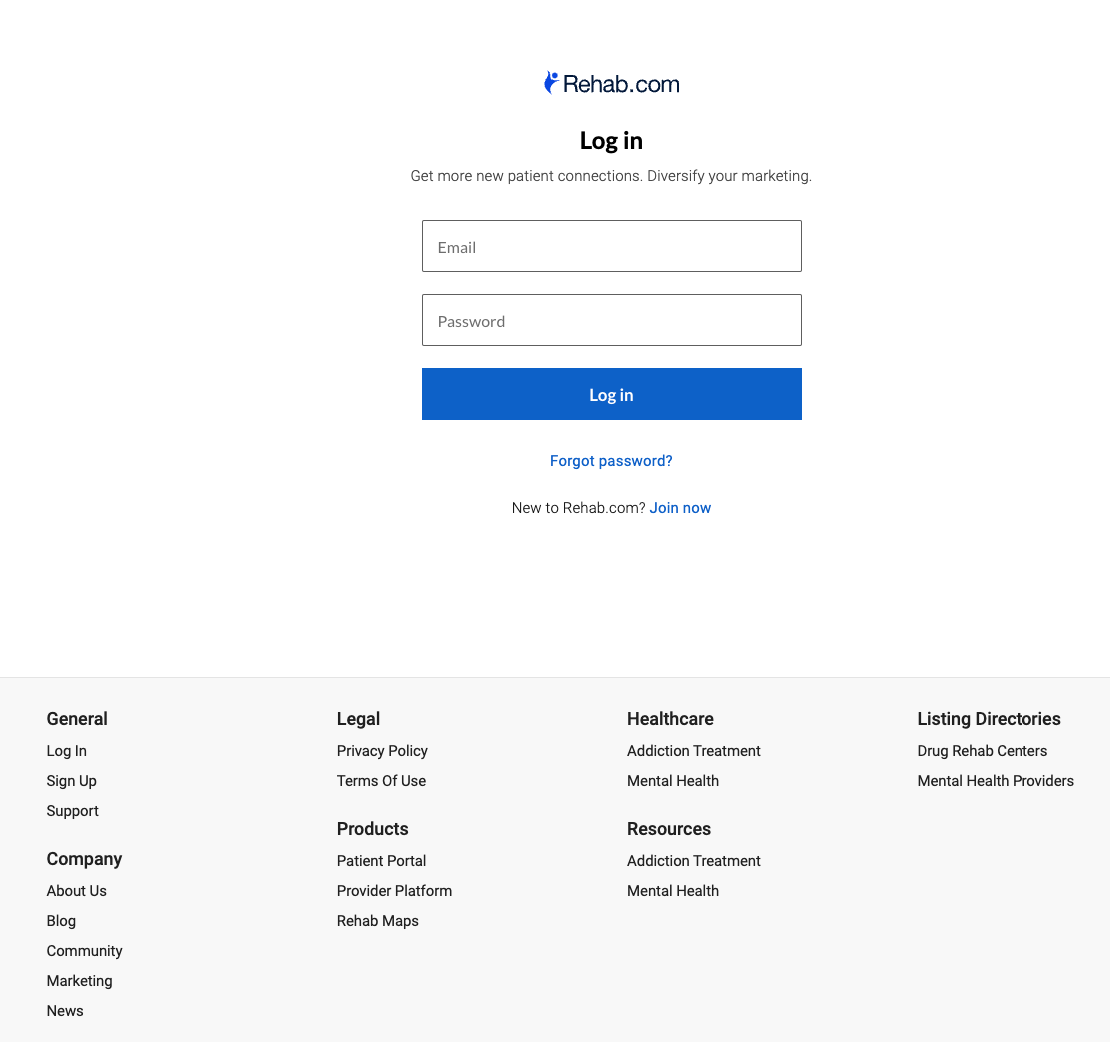 Rehab.com
Log in
Get more new patient connections. Diversify your marketing.
Email
Password
Log in
Forgot password?
New to Rehab.com? Join now
General
Log In
Sign Up
Support
Company
About Us
Blog
Community
Marketing
News
Legal
Privacy Policy
Terms Of Use
Products
Patient Portal
Provider Platform
Rehab Maps
Healthcare
Addiction Treatment
Mental Health
Resources
Addiction Treatment
Mental Health
Listing Directories
Drug Rehab Centers
Mental Health Providers